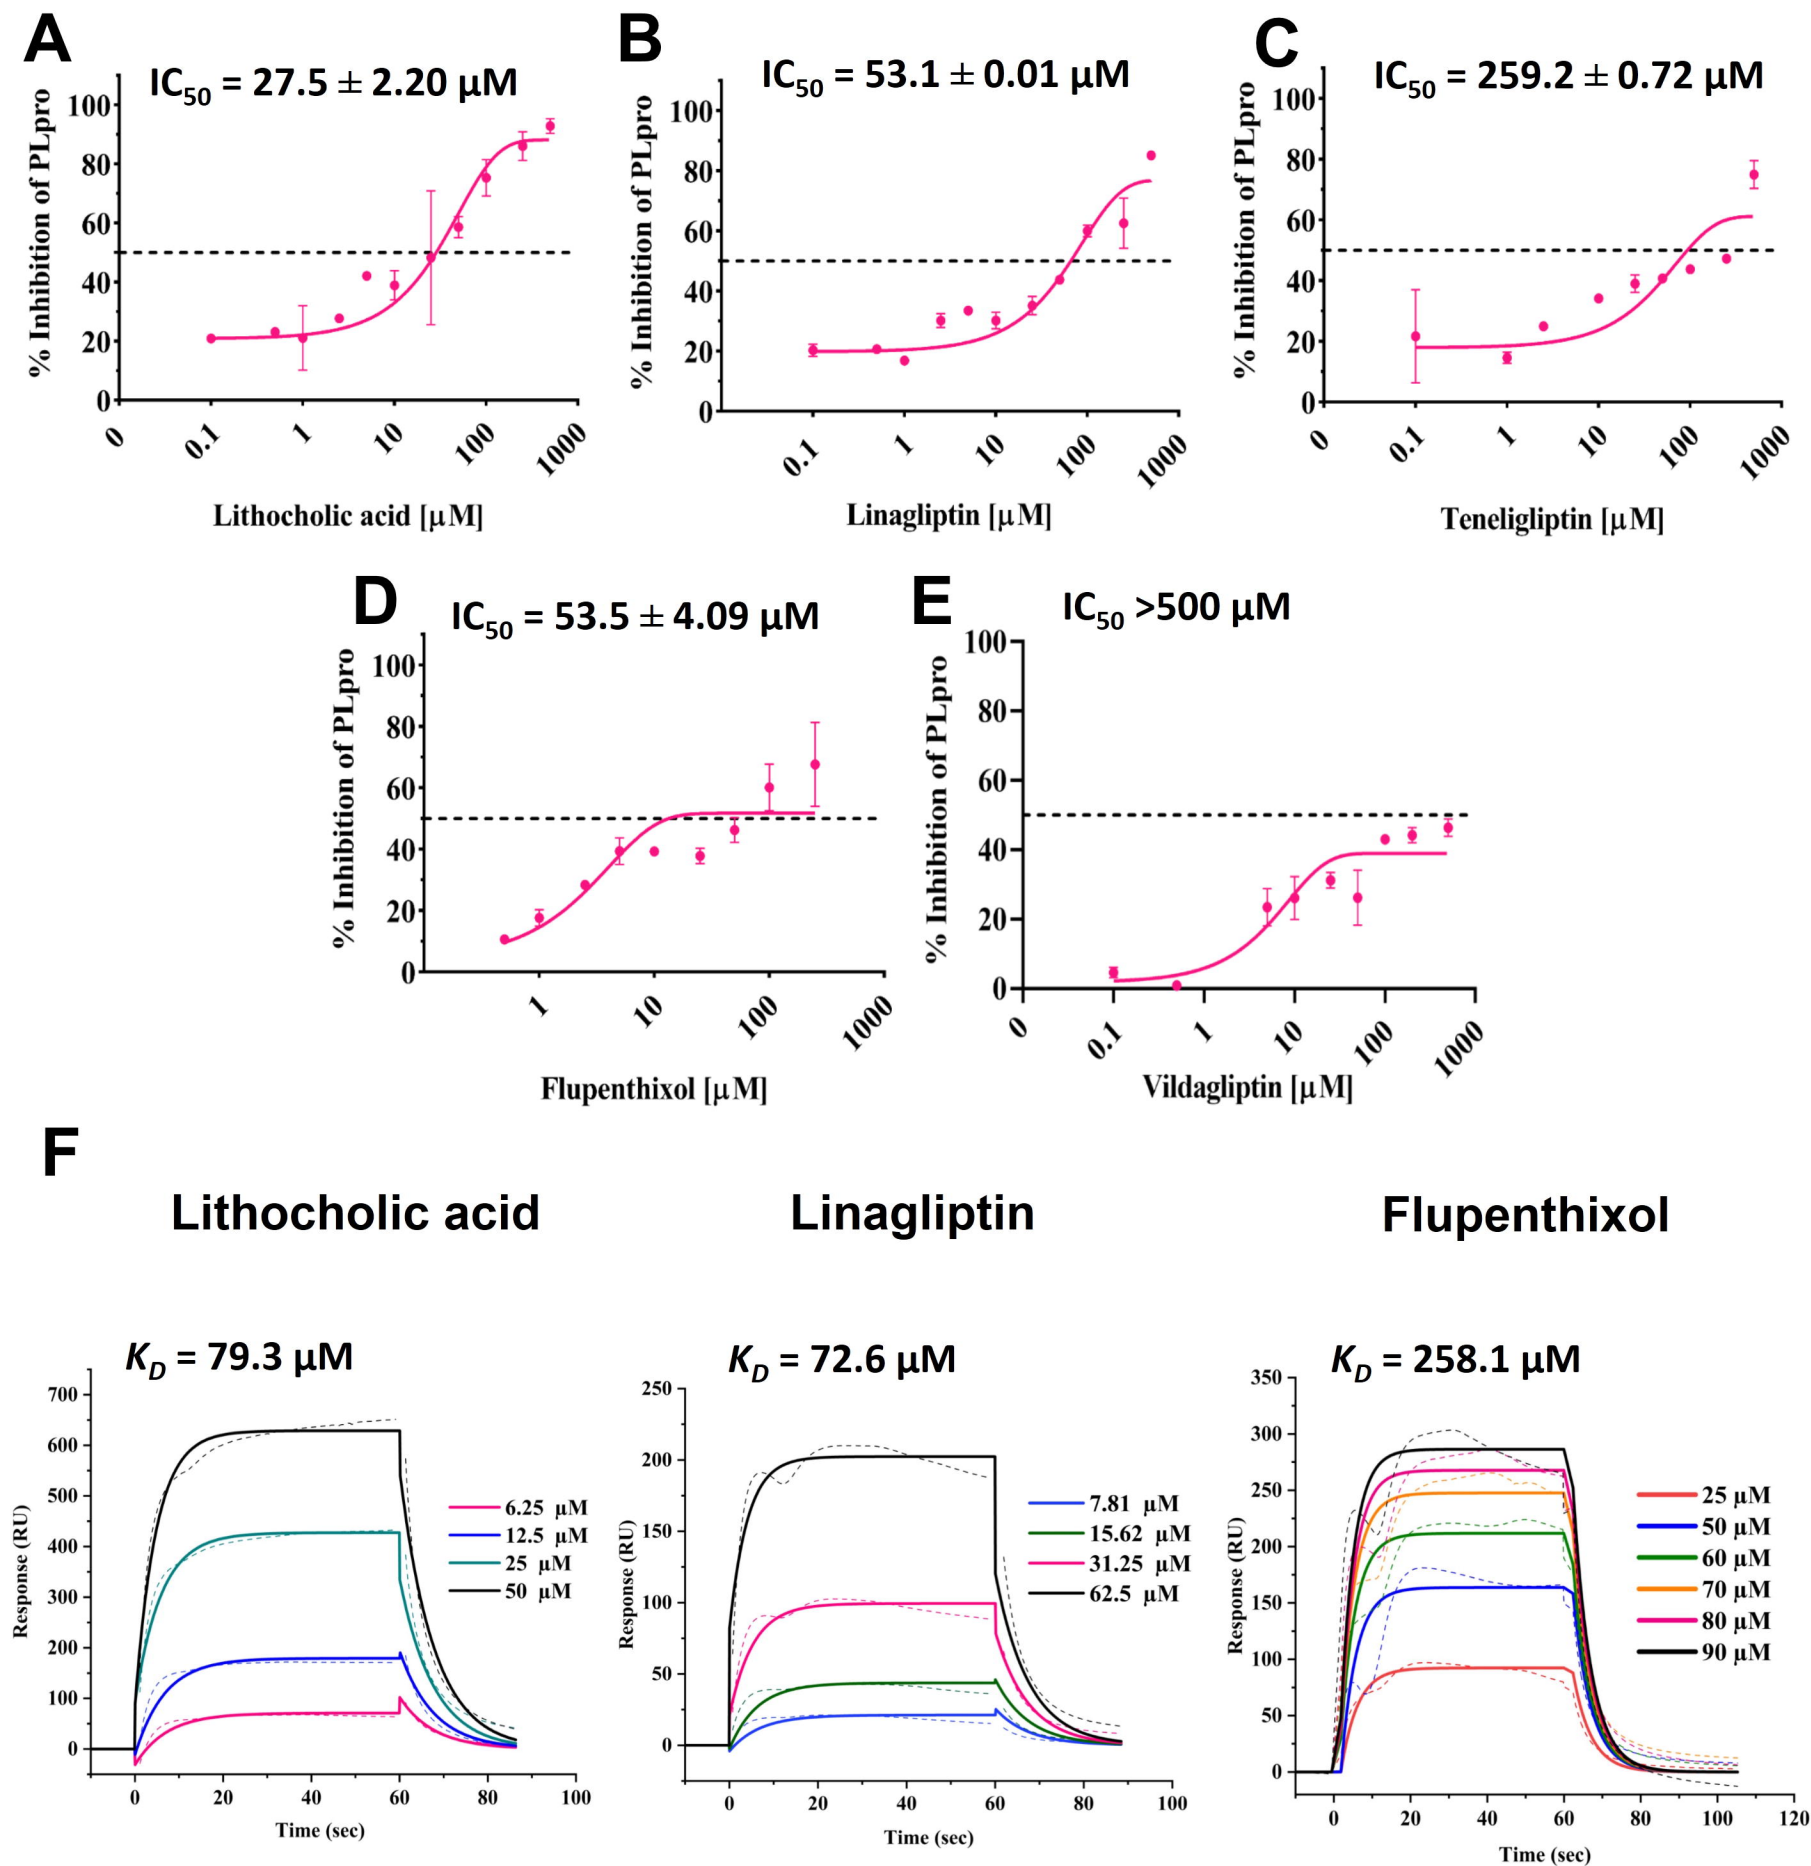 A
IC50 = 27.5 ± 2.20 µM
% Inhibition of PLpro
100
80
60
40
20
0
0 0.1 1 10 100 1000
Lithocholic acid [µM]
B
IC50 = 53.1 ± 0.01 µM
% Inhibition of PLpro
100
80
60
40
20
0
0.1 1 10 100 1000
Linagliptin [µM]
C
IC50 = 259.2 ± 0.72 µM
% Inhibition of PLpro
100
80
60
40
20
0
0 0.1 1 10 100 1000
Teneligliptin [µM]
D
IC50 = 53.5 ± 4.09 µM
% Inhibition of PLpro
100
80
60
40
20
0
1 10 100 1000
Flupenthixol [µM]
E
IC50 >500 µM
% Inhibition of PLpro
100
80
60
40
20
0
0 0.1 1 10 100 1000
Vildagliptin [µM]
F
Lithocholic acid
KD = 79.3 µM
Response (RU)
700
600
500
400
300
200
100
0
6.25 µM
12.5 µM
25 µM
50 µM
0 20 40 60 80 100
Time (sec)
Linagliptin
KD = 72.6 µM
Response (RU)
250
200
150
100
50
0
7.81 µM
15.62 µM
31.25 µM
62.5 µM
0 20 40 60 80 100
Time (sec)
Flupenthixol
KD = 258.1 µM
Response (RU)
350
300
250
200
150
100
50
0
25 µM
50 µM
60 µM
70 µM
80 µM
90 µM
0 20 40 60 80 100 120
Time (sec)